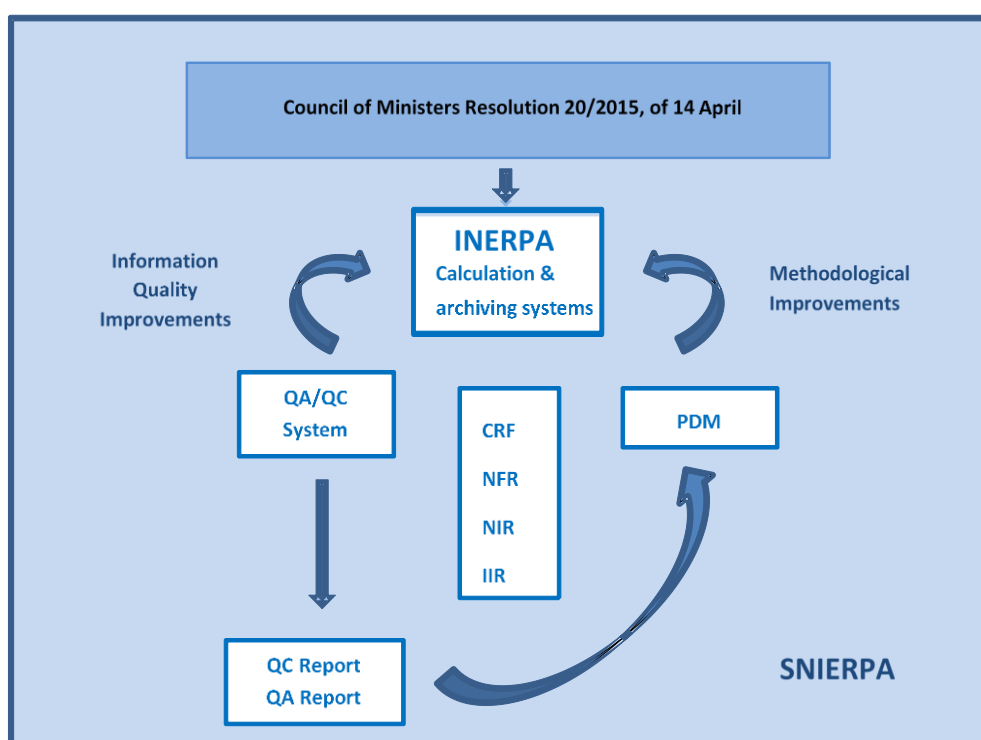 Council of Ministers Resolution 20/2015, of 14 April
INERPA
Calculation &
archiving systems
Information
Quality
Improvements
Methodological
Improvements
QA/QC
System
CRF
NFR
NIR
IIR
PDM
QC Report
QA Report
SNIERPA